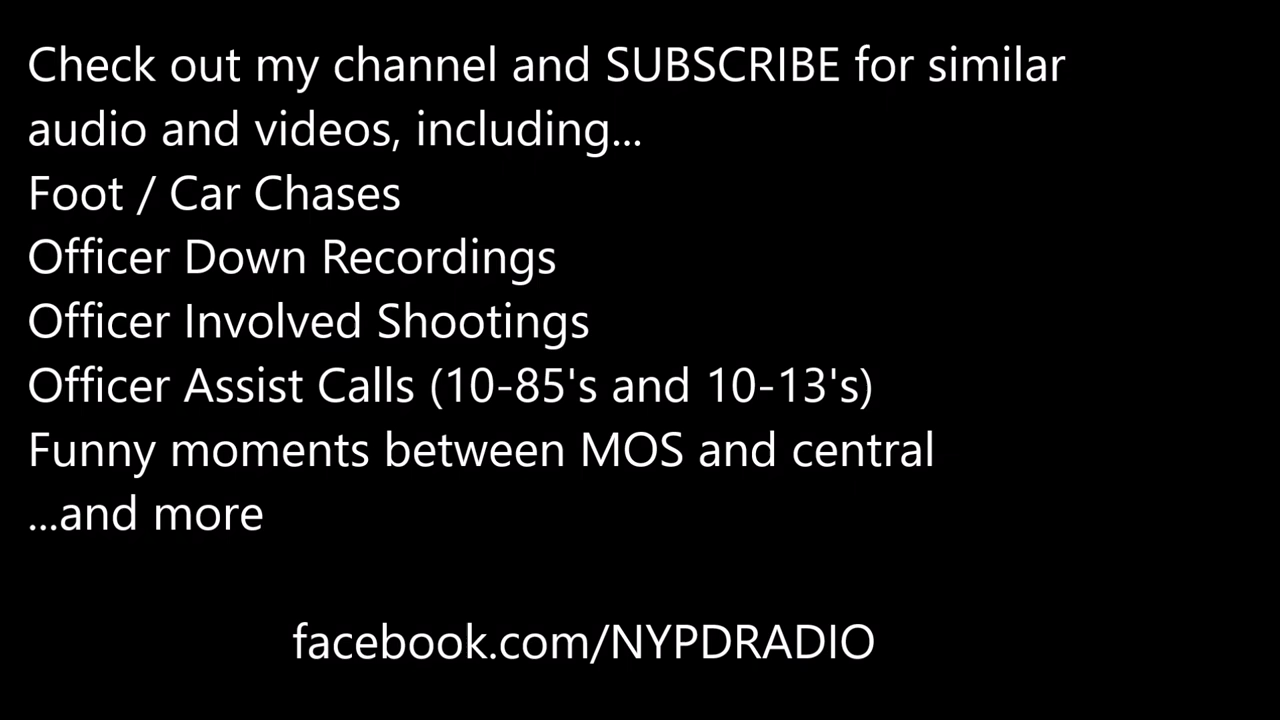 Check out my channel and SUBSCRIBE for similar
audio and videos, including...
Foot / Car Chases
Officer Down Recordings
Officer Involved Shootings
Officer Assist Calls (10-85's and 10-13's)
Funny moments between MOS and central
...and more
facebook.com/NYPDRADIO